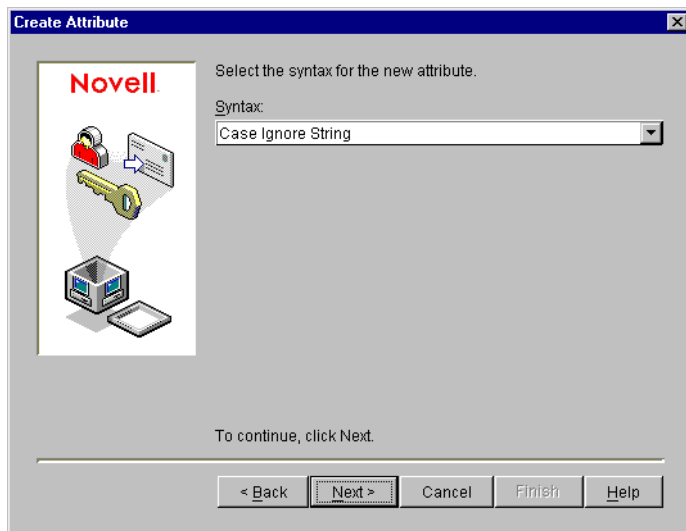 Create Attribute
Novell
Select the syntax for the new attribute.
Syntax:
Case Ignore String
To continue, click Next.
< Back Next > Cancel Finish Help